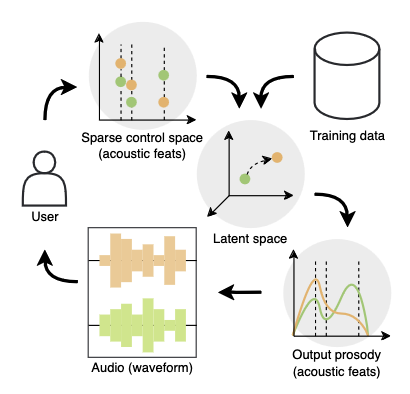 Sparse control space
(acoustic feats)
Training data
User
Latent space
Audio (waveform)
Output prosody
(acoustic feats)